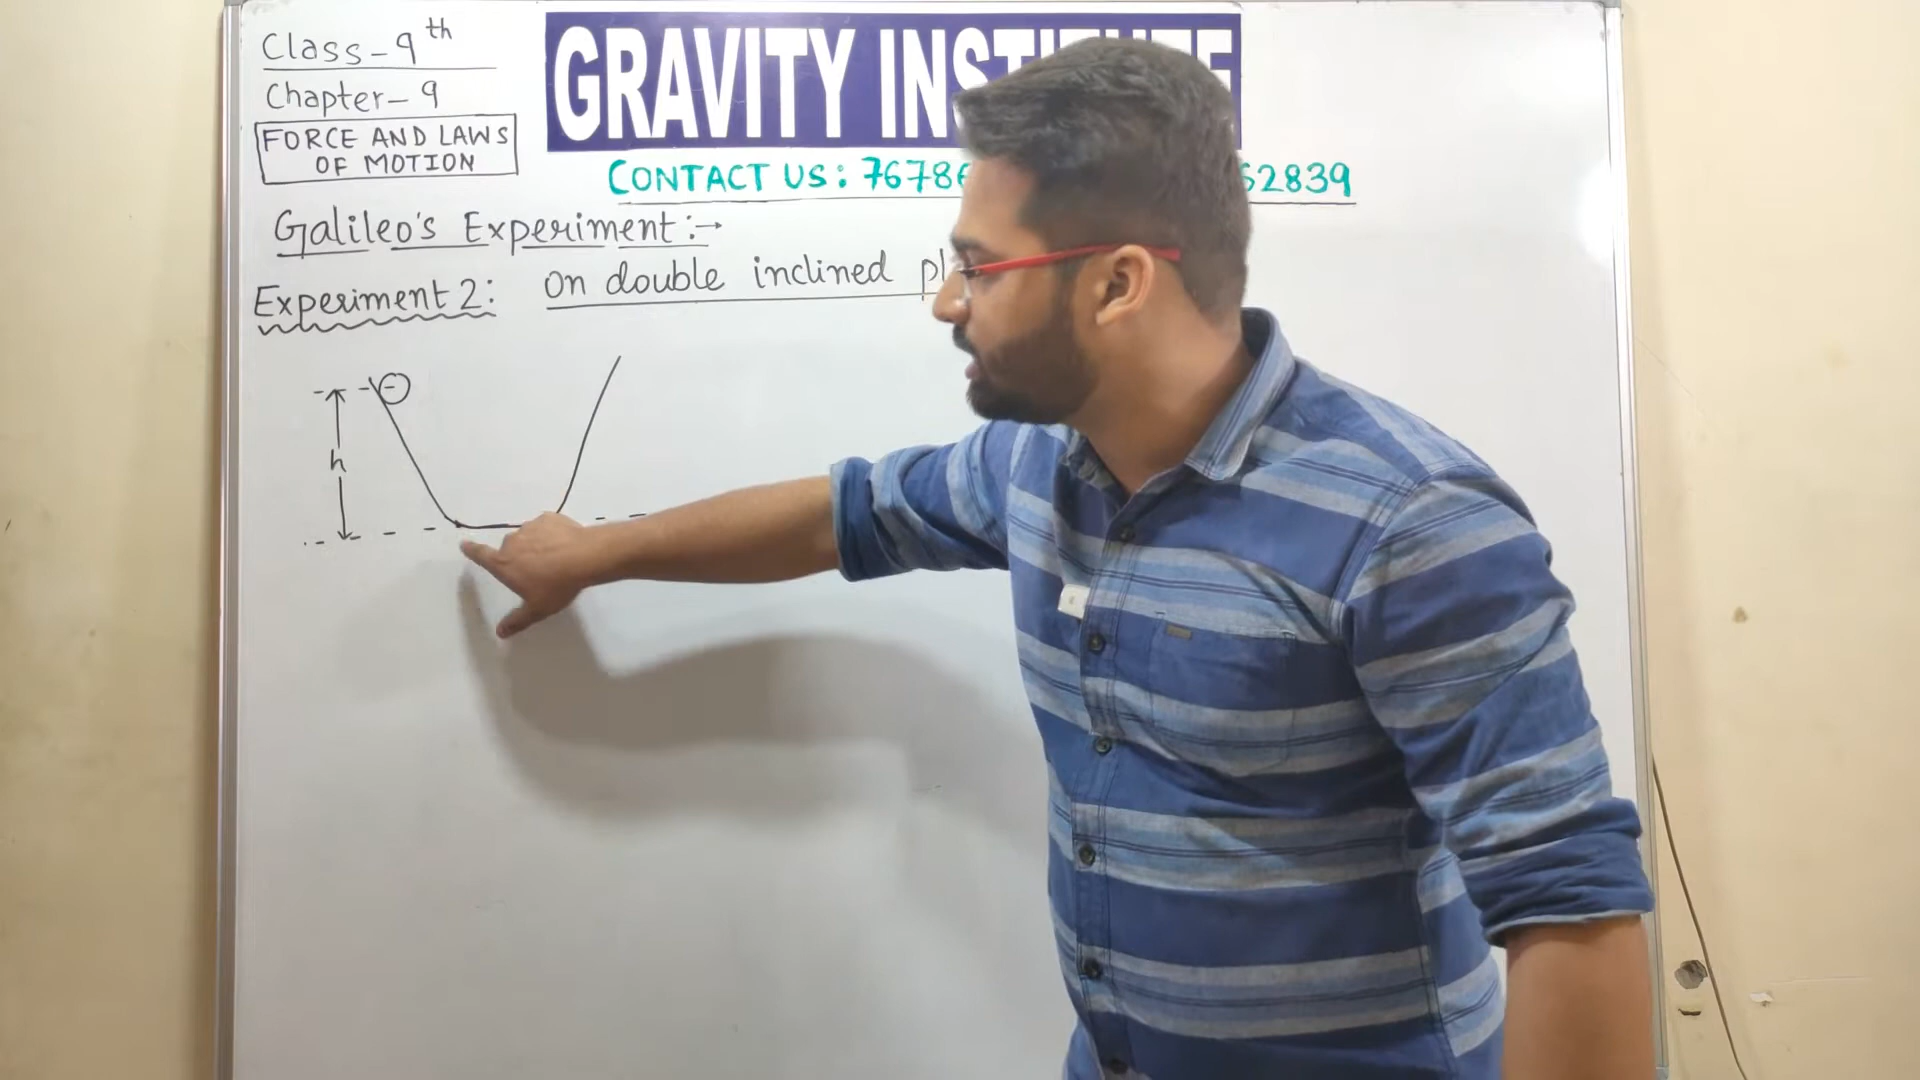 Class-9th
Chapter-9
FORCE AND LAWS
OF MOTION
GRAVITY
CONTACT US: 7678 2839
Galileo's Experiment:→
Experiment 2: on double inclined
h